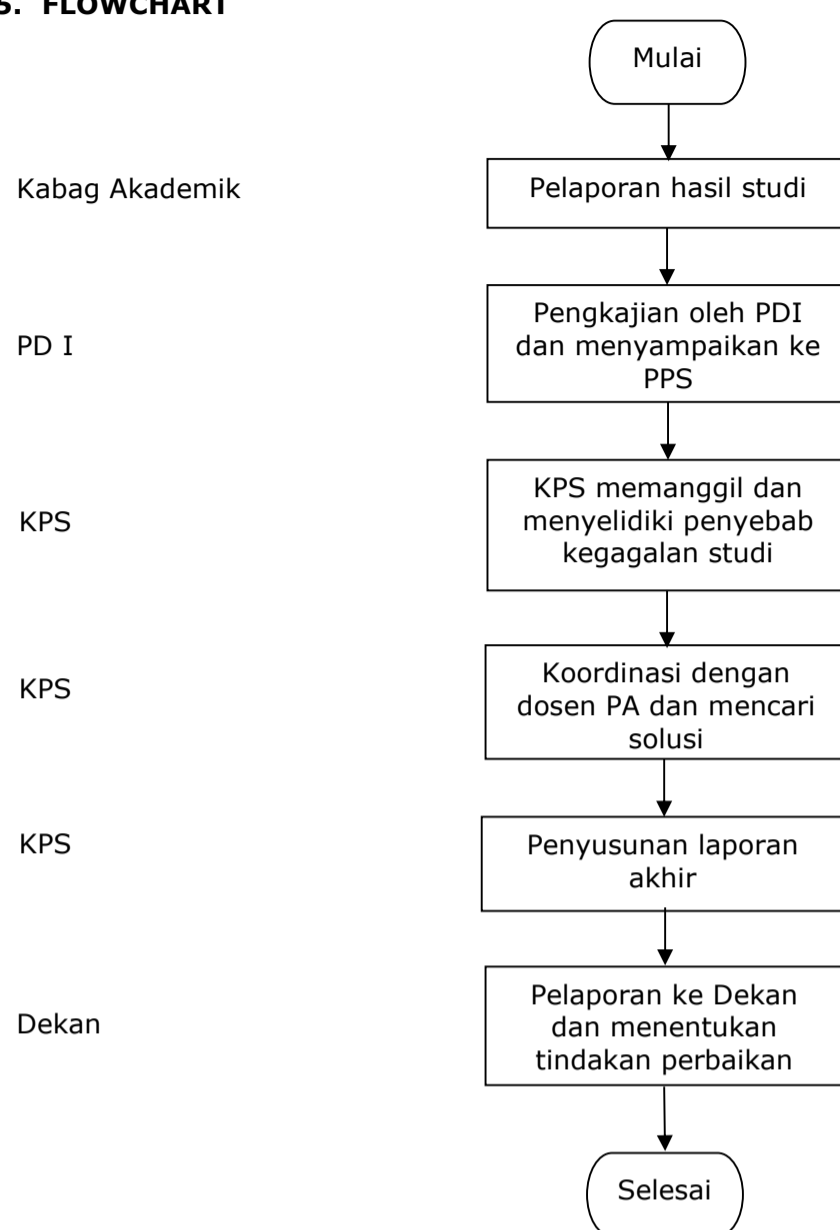 5. FLOWCHART
Mulai
Kabag Akademik
Pelaporan hasil studi
PD I
Pengkajian oleh PDI
dan menyampaikan ke
PPS
KPS
KPS memanggil dan
menyelidiki penyebab
kegagalan studi
KPS
Koordinasi dengan
dosen PA dan mencari
solusi
KPS
Penyusunan laporan
akhir
Dekan
Pelaporan ke Dekan
dan menentukan
tindakan perbaikan
Selesai